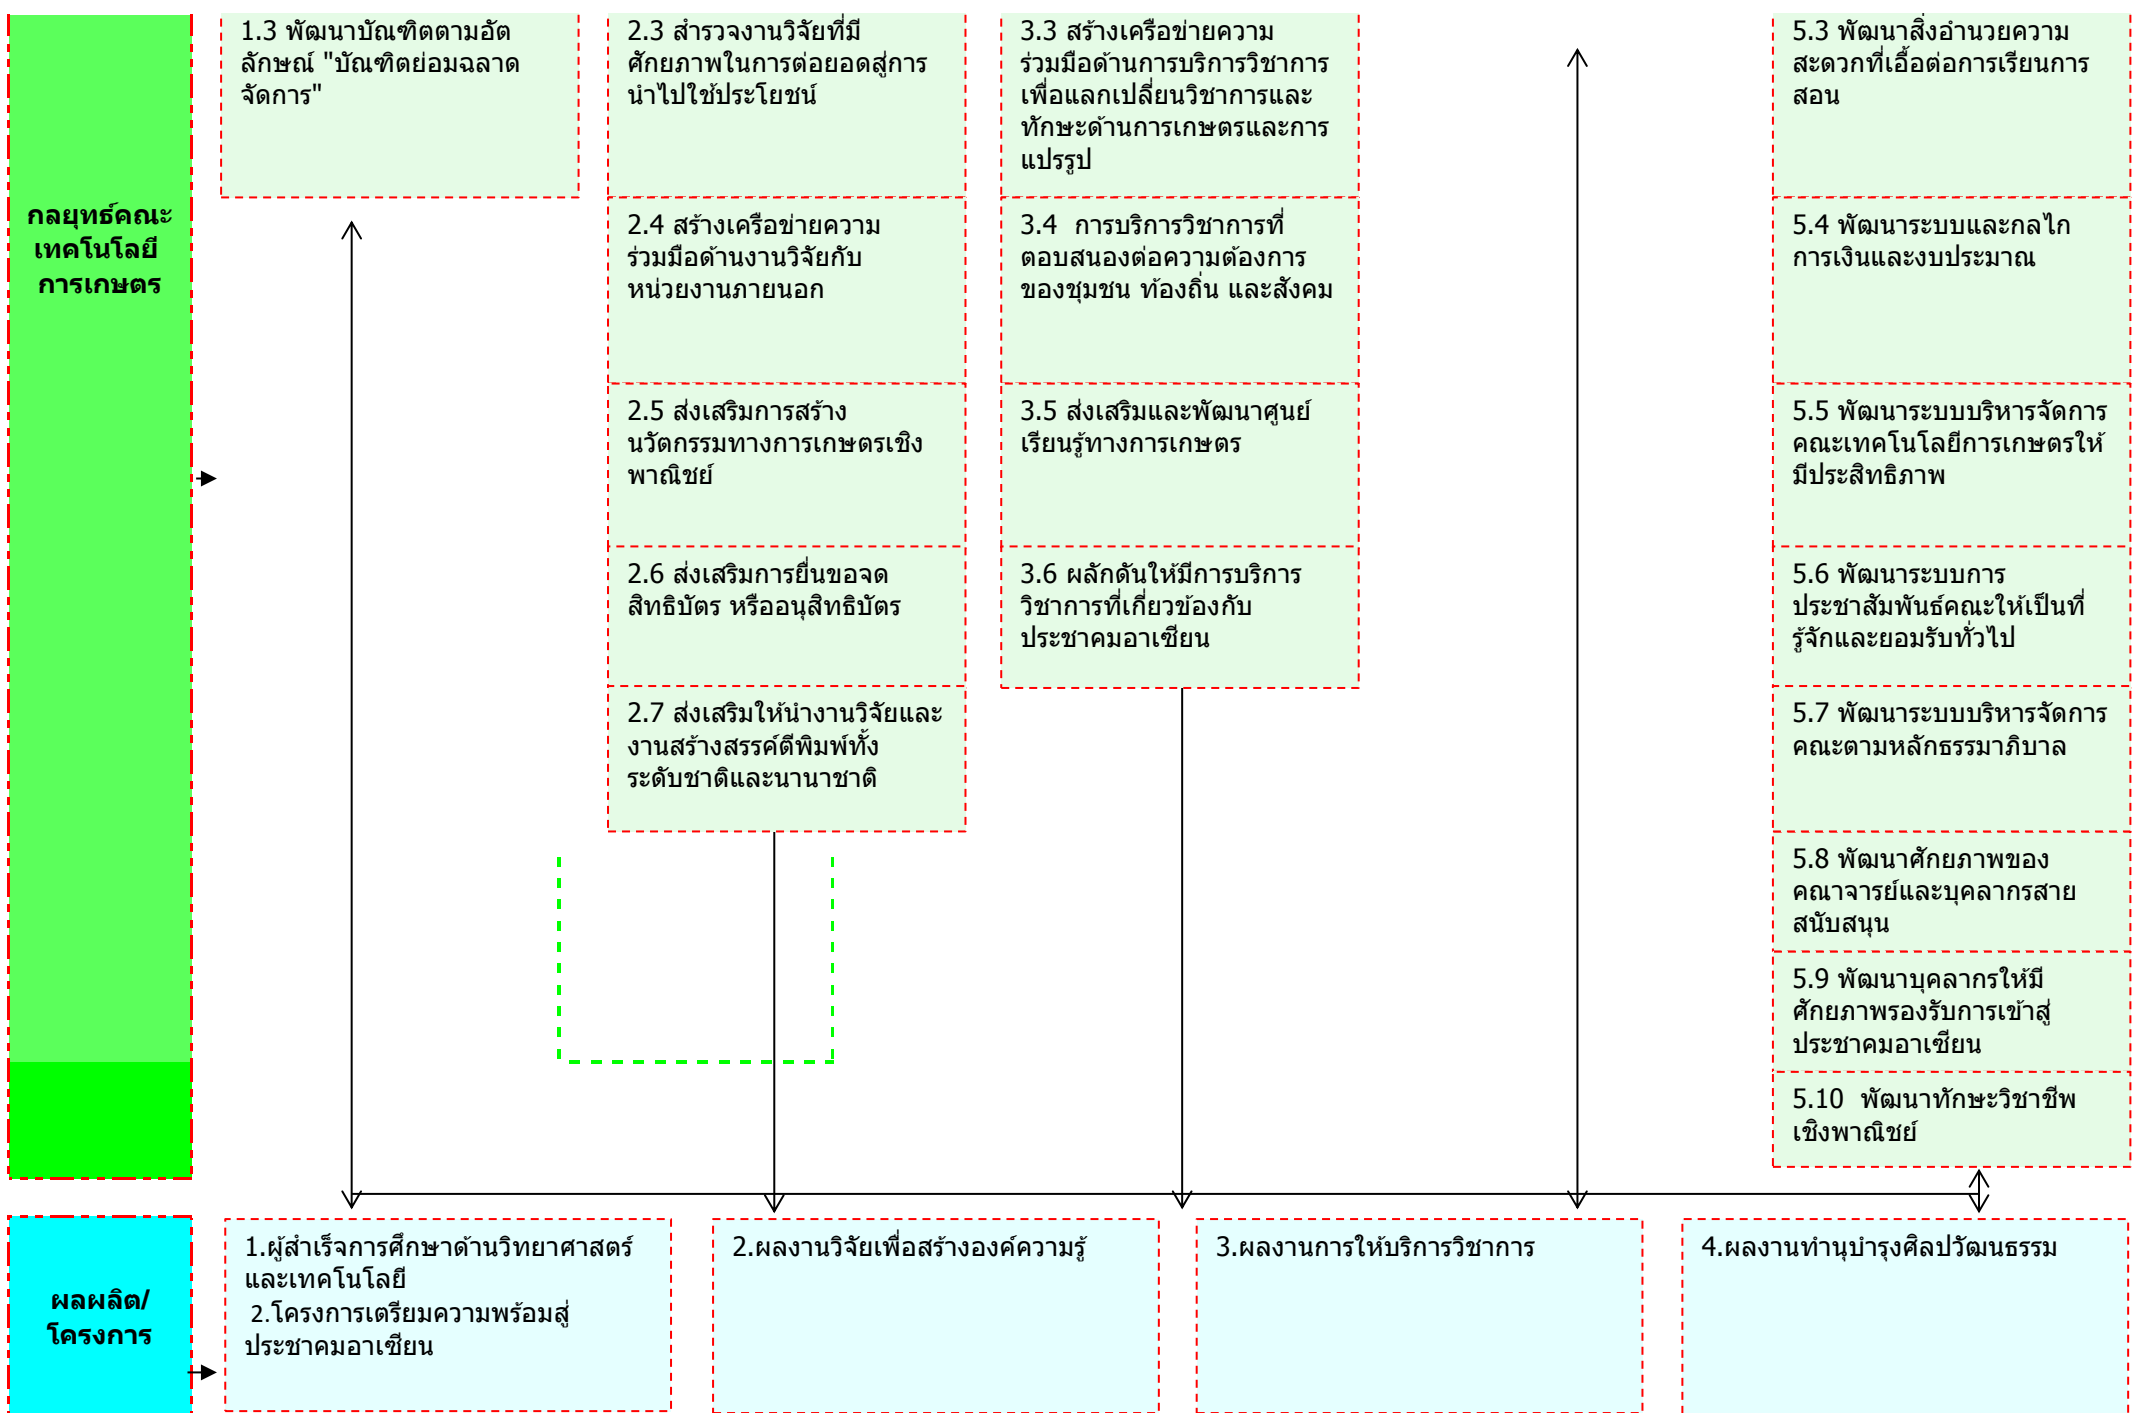 กลยุทธ์คณะ
เทคโนโลยี
การเกษตร
1.3 พัฒนาบัณฑิตตามอัต
ลักษณ์ "บัณฑิตย่อมฉลาด
จัดการ"
2.3 สำรวจงานวิจัยที่มี
ศักยภาพในการต่อยอดสู่การ
นำไปใช้ประโยชน์
2.4 สร้างเครือข่ายความ
ร่วมมือด้านงานวิจัยกับ
หน่วยงานภายนอก
2.5 ส่งเสริมการสร้าง
นวัตกรรมทางการเกษตรเชิง
พาณิชย์
2.6 ส่งเสริมการยื่นขอจด
สิทธิบัตร หรืออนุสิทธิบัตร
2.7 ส่งเสริมให้นำงานวิจัยและ
งานสร้างสรรค์ตีพิมพ์ทั้ง
ระดับชาติและนานาชาติ
3.3 สร้างเครือข่ายความ
ร่วมมือด้านการบริการวิชาการ
เพื่อแลกเปลี่ยนวิชาการและ
ทักษะด้านการเกษตรและการ
แปรรูป
3.4  การบริการวิชาการที่
ตอบสนองต่อความต้องการ
ของชุมชน ท้องถิ่น และสังคม
3.5 ส่งเสริมและพัฒนาศูนย์
เรียนรู้ทางการเกษตร
3.6 ผลักดันให้มีการบริการ
วิชาการที่เกี่ยวข้องกับ
ประชาคมอาเซียน
5.3 พัฒนาสิ่งอำนวยความ
สะดวกที่เอื้อต่อการเรียนการ
สอน
5.4 พัฒนาระบบและกลไก
การเงินและงบประมาณ
5.5 พัฒนาระบบบริหารจัดการ
คณะเทคโนโลยีการเกษตรให้
มีประสิทธิภาพ
5.6 พัฒนาระบบการ
ประชาสัมพันธ์คณะให้เป็นที่
รู้จักและยอมรับทั่วไป
5.7 พัฒนาระบบบริหารจัดการ
คณะตามหลักธรรมาภิบาล
5.8 พัฒนาศักยภาพของ
คณาจารย์และบุคลากรสาย
สนับสนุน
5.9 พัฒนาบุคลากรให้มี
ศักยภาพรองรับการเข้าสู่
ประชาคมอาเซียน
5.10  พัฒนาทักษะวิชาชีพ
เชิงพาณิชย์
ผลผลิต/
โครงการ
1.ผู้สำเร็จการศึกษาด้านวิทยาศาสตร์
และเทคโนโลยี
2.โครงการเตรียมความพร้อมสู่
ประชาคมอาเซียน
2.ผลงานวิจัยเพื่อสร้างองค์ความรู้
3.ผลงานการให้บริการวิชาการ
4.ผลงานทำนุบำรุงศิลปวัฒนธรรม